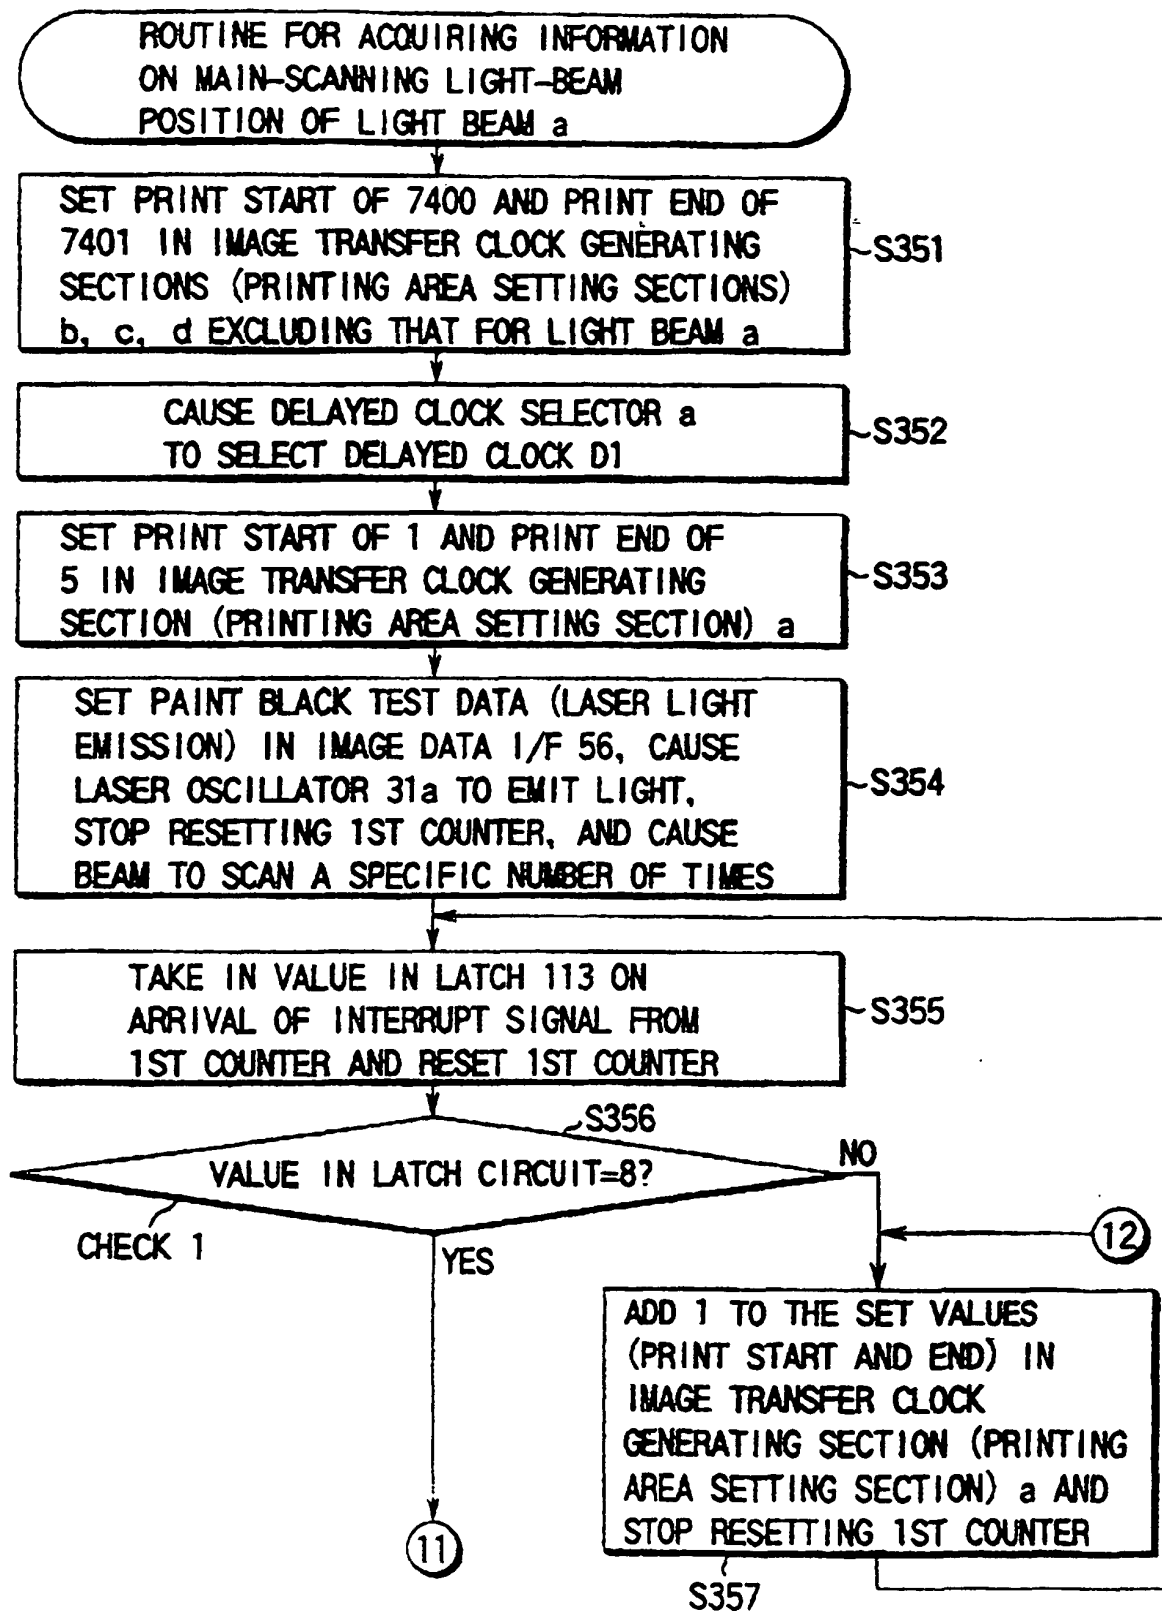 ROUTINE FOR ACQUIRING INFORMATION
ON MAIN-SCANNING LIGHT-BEAM
POSITION OF LIGHT BEAM a
SET PRINT START OF 7400 AND PRINT END OF
7401 IN IMAGE TRANSFER CLOCK GENERATING
SECTIONS (PRINTING AREA SETTING SECTIONS)
b, c, d EXCLUDING THAT FOR LIGHT BEAM a
S351
CAUSE DELAYED CLOCK SELECTOR a
TO SELECT DELAYED CLOCK D1
S352
SET PRINT START OF 1 AND PRINT END OF
5 IN IMAGE TRANSFER CLOCK GENERATING
SECTION (PRINTING AREA SETTING SECTION) a
S353
SET PAINT BLACK TEST DATA (LASER LIGHT
EMISSION) IN IMAGE DATA I/F 56, CAUSE
LASER OSCILLATOR 31a TO EMIT LIGHT,
STOP RESETTING 1ST COUNTER, AND CAUSE
BEAM TO SCAN A SPECIFIC NUMBER OF TIMES
S354
TAKE IN VALUE IN LATCH 113 ON
ARRIVAL OF INTERRUPT SIGNAL FROM
1ST COUNTER AND RESET 1ST COUNTER
S355
S356
VALUE IN LATCH CIRCUIT=8?
NO
CHECK 1
YES
12
ADD 1 TO THE SET VALUES
(PRINT START AND END) IN
IMAGE TRANSFER CLOCK
GENERATING SECTION (PRINTING
AREA SETTING SECTION) a AND
STOP RESETTING 1ST COUNTER
11
S357